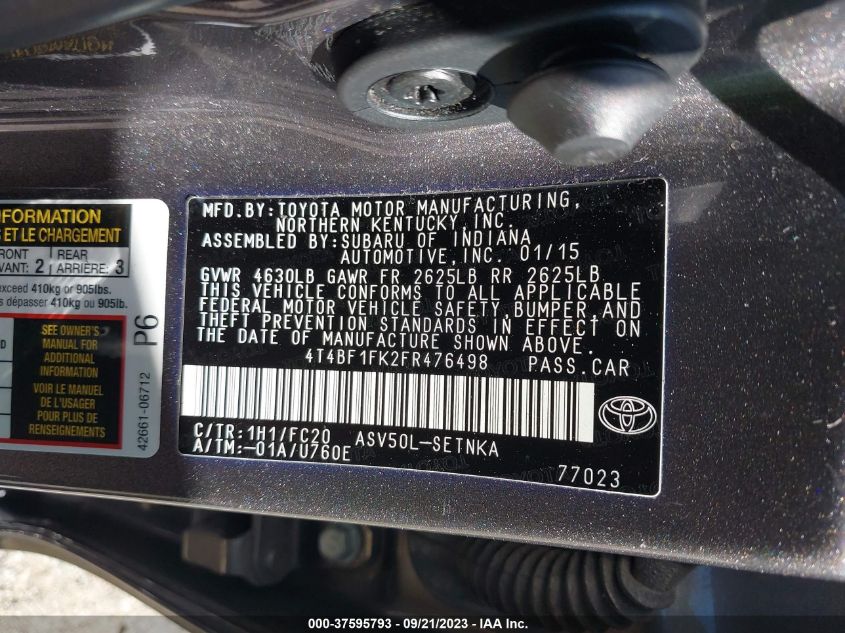 MFD.BY: TOYOTA MOTOR MANUFACTURING,
NORTHERN KENTUCKY, INC.
ASSEMBLED BY: SUBARU OF INDIANA
AUTOMOTIVE, INC. 01/15
GVWR 4630LB GAWR FR 2625LB RR 2625LB
THIS VEHICLE CONFORMS TO ALL APPLICABLE
FEDERAL MOTOR VEHICLE SAFETY, BUMPER, AND
THEFT PREVENTION STANDARDS IN EFFECT ON
THE DATE OF MANUFACTURE SHOWN ABOVE.
4T4BF1FK2FR476498 PASS.CAR
C/TR: 1H1/FC20 ASV50L-SETNKA
A/TM: -01A/U760E
77023
FORMATION
ET LE CHARGEMENT
FRONT
VANT: 2
REAR
ARRIÈRE: 3
exceed 410kg or 905lbs.
dépasser 410kg ou 905lb.
SEE OWNER'S
MANUAL FOR
ADDITIONAL
INFORMATION
VOIR LE MANUEL
DE L'USAGER
POUR PLUS DE
RENSEIGNEMENTS
P6
42661-06712
000-37595793 - 09/21/2023 - IAA Inc.